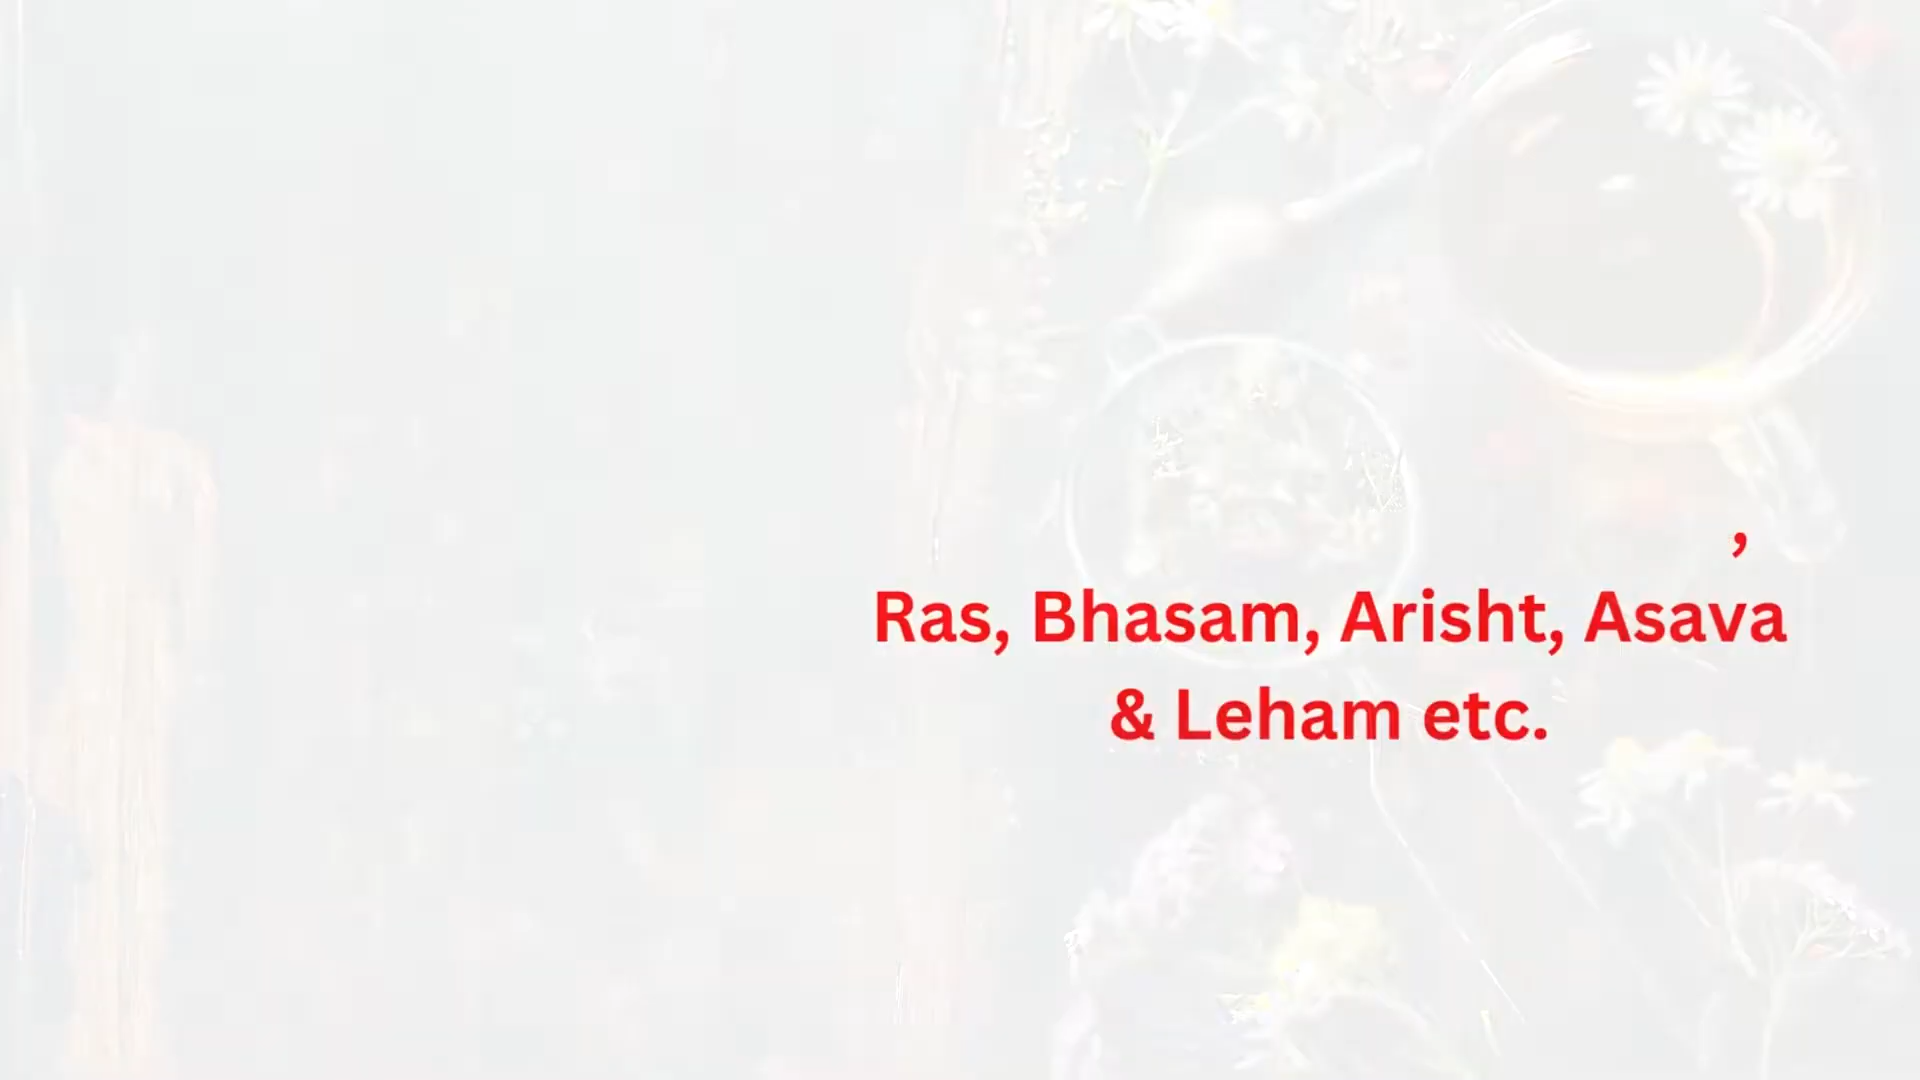 ,
Ras, Bhasam, Arisht, Asava
& Leham etc.